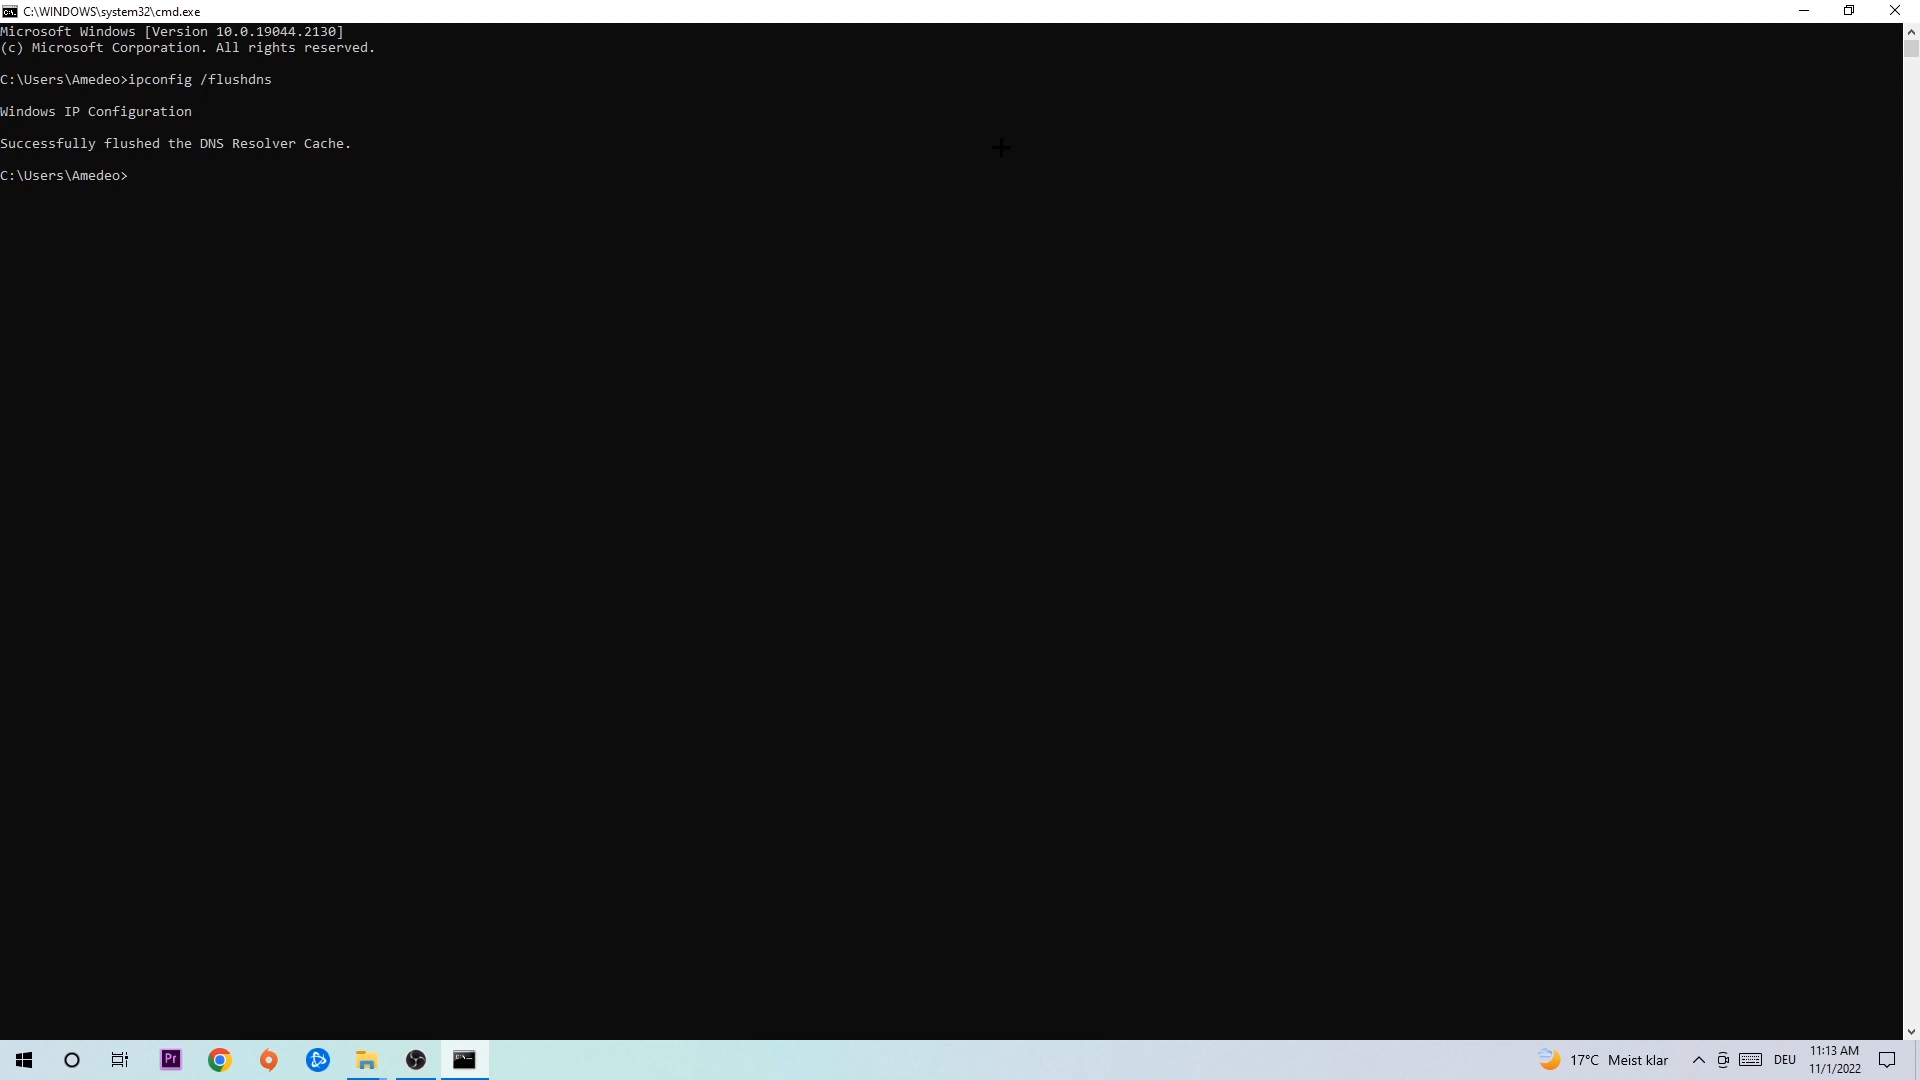 C:\WINDOWS\system32\cmd.exe
Microsoft Windows [Version 10.0.19044.2130]
(c) Microsoft Corporation. All rights reserved.
C:\Users\Amedeo>ipconfig /flushdns
Windows IP Configuration
Successfully flushed the DNS Resolver Cache.
C:\Users\Amedeo>
Pr
17°C Meist klar
DEU
11:13 AM
11/1/2022